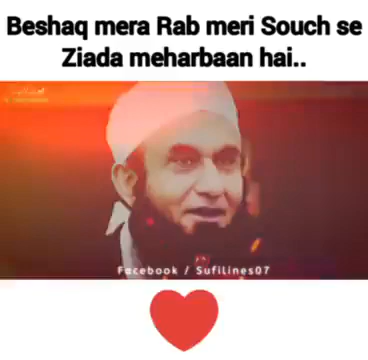 Beshaq mera Rab meri Souch se
Ziada meharbaan hai..
Facebook / SufiLines07